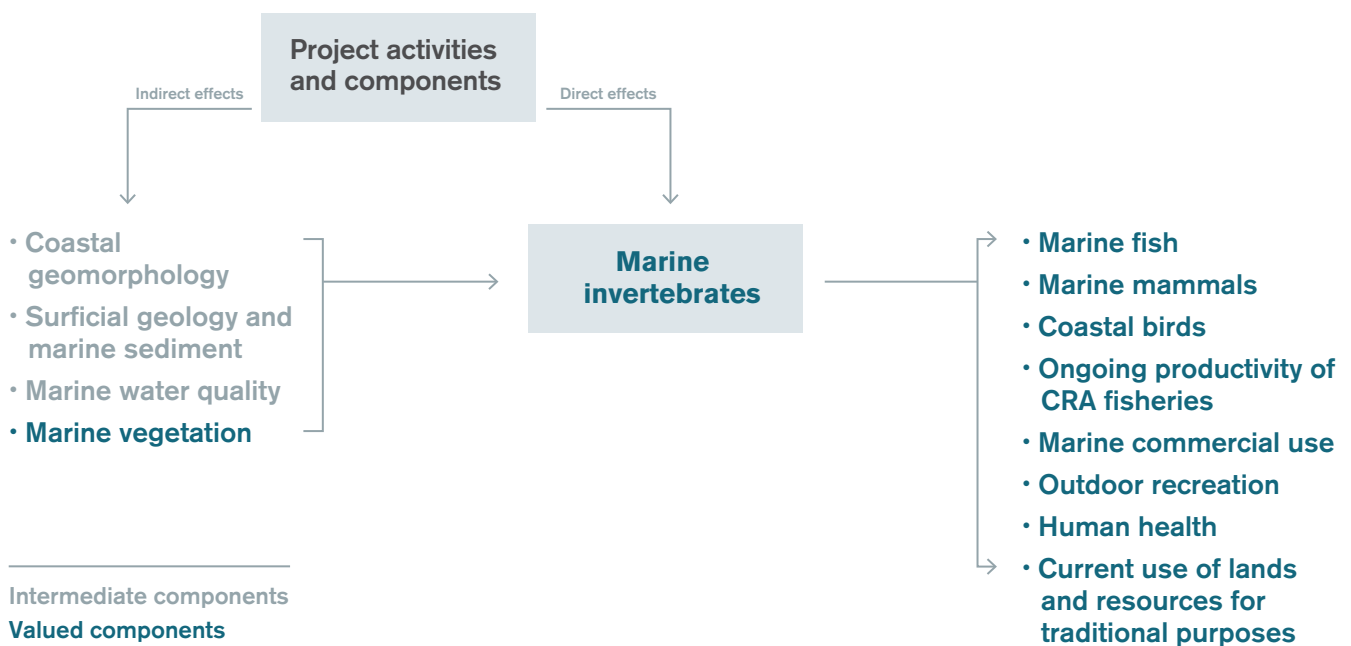 Project activities
and components
Indirect effects
Direct effects
· Coastal
geomorphology
· Surficial geology and
marine sediment
· Marine water quality
· Marine vegetation
Marine
invertebrates
· Marine fish
· Marine mammals
· Coastal birds
· Ongoing productivity of
CRA fisheries
· Marine commercial use
· Outdoor recreation
· Human health
· Current use of lands
and resources for
traditional purposes
Intermediate components
Valued components